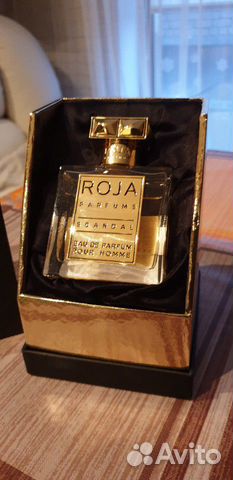 ROJA
PARFUMS
SCANDAL
EAU DE PARFUM
POUR HOMME
Avito